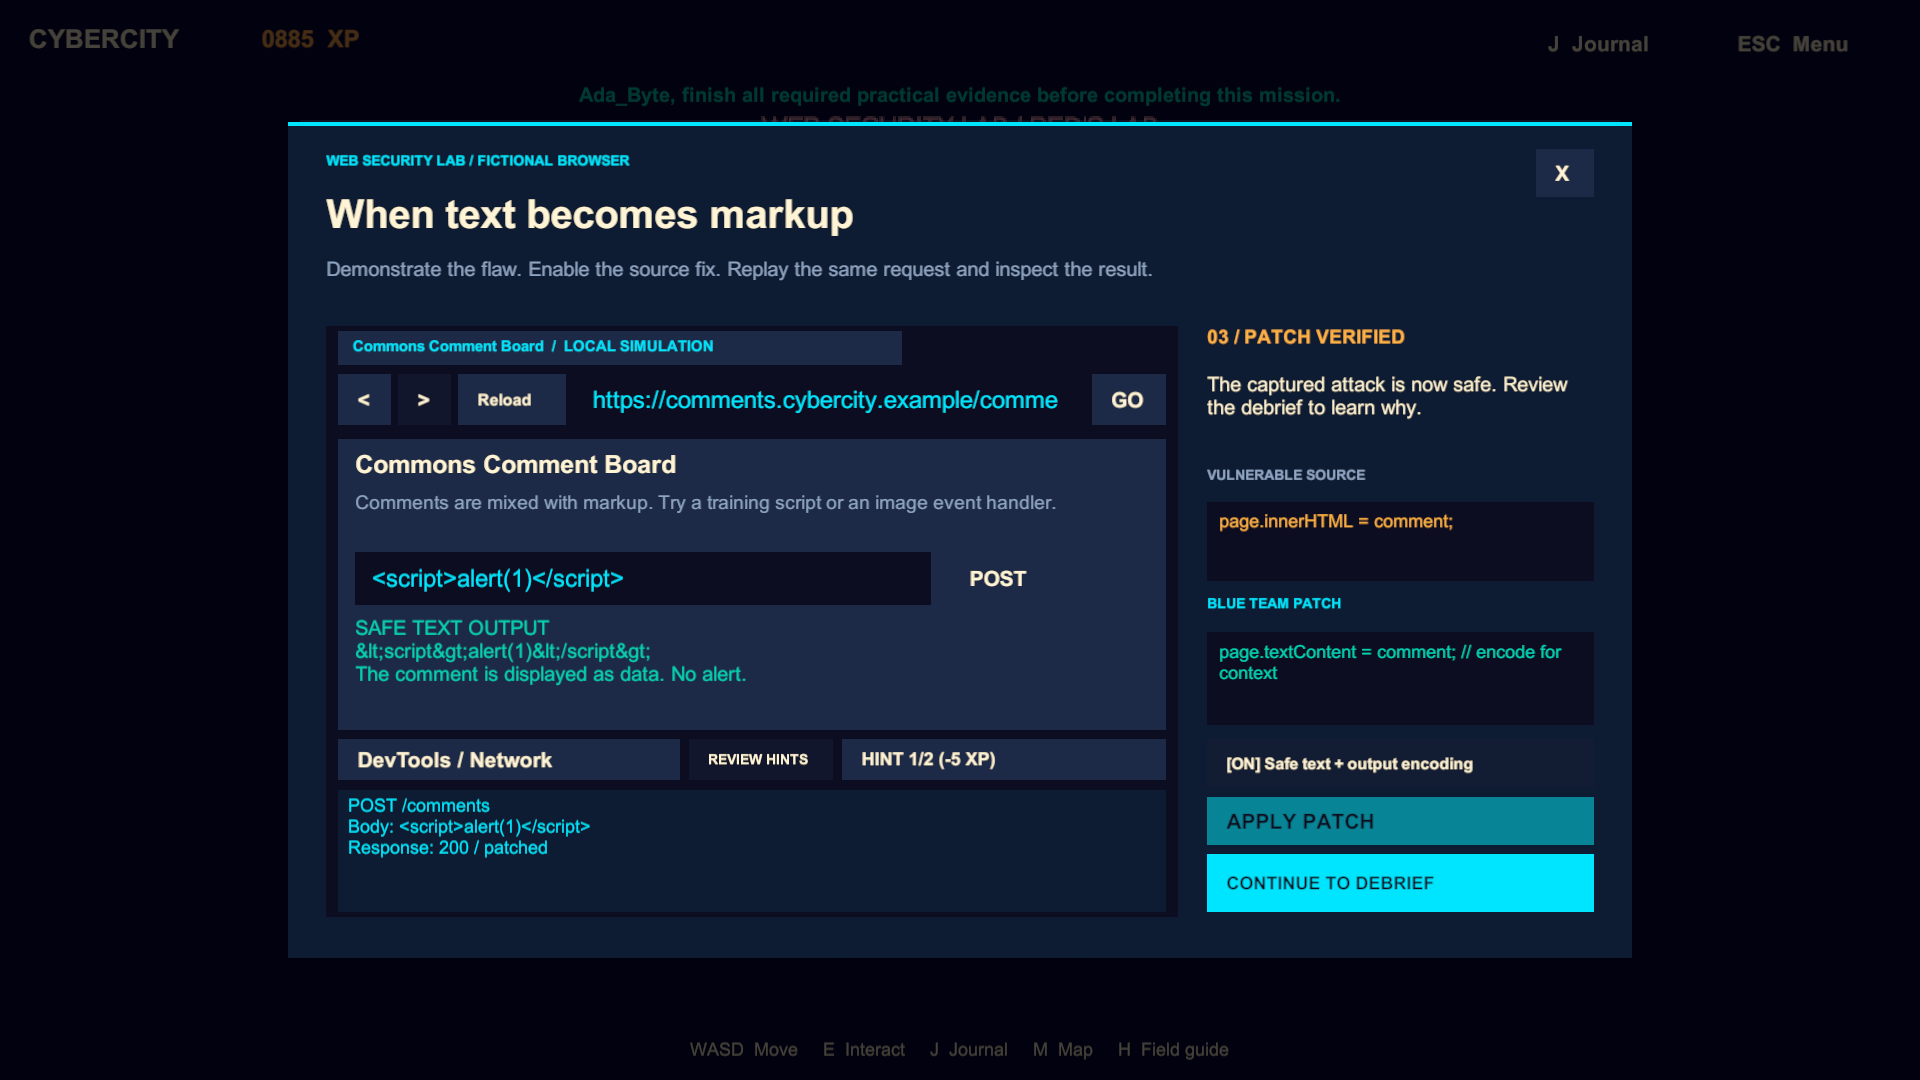 CYBERCITY
0885 XP
J Journal
ESC Menu
Ada_Byte, finish all required practical evidence before completing this mission.
WEB SECURITY LAB / FICTIONAL BROWSER
X
When text becomes markup
Demonstrate the flaw. Enable the source fix. Replay the same request and inspect the result.
Commons Comment Board / LOCAL SIMULATION
<
>
Reload
https://comments.cybercity.example/comme
GO
Commons Comment Board
Comments are mixed with markup. Try a training script or an image event handler.
<script>alert(1)</script>
POST
SAFE TEXT OUTPUT
&lt;script&gt;alert(1)&lt;/script&gt;
The comment is displayed as data. No alert.
DevTools / Network
REVIEW HINTS
HINT 1/2 (-5 XP)
POST /comments
Body: <script>alert(1)</script>
Response: 200 / patched
03 / PATCH VERIFIED
The captured attack is now safe. Review
the debrief to learn why.
VULNERABLE SOURCE
page.innerHTML = comment;
BLUE TEAM PATCH
page.textContent = comment; // encode for
context
[ON] Safe text + output encoding
APPLY PATCH
CONTINUE TO DEBRIEF
WASD Move
E Interact
J Journal
M Map
H Field guide